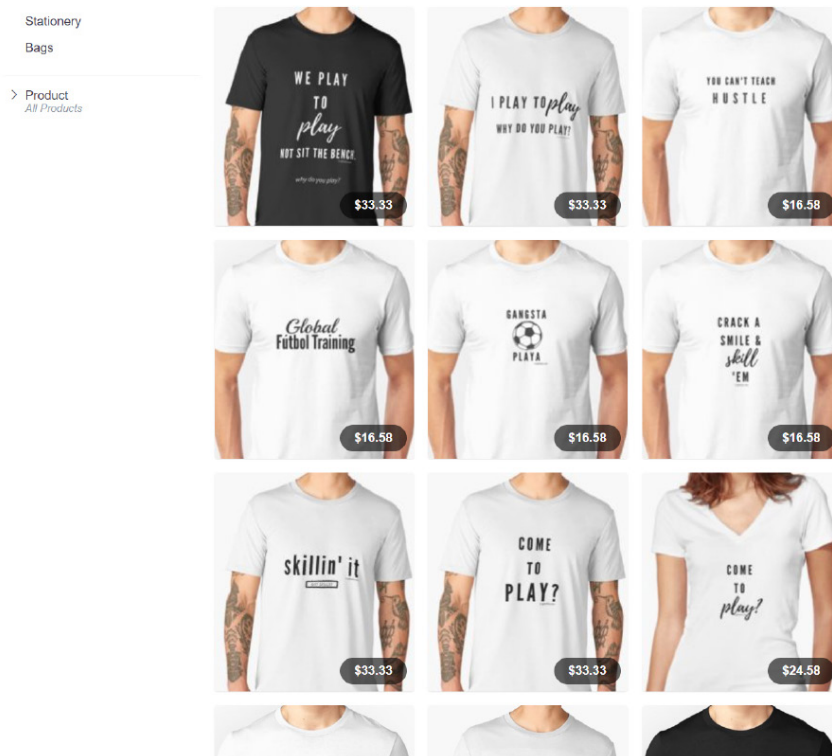 Stationery
Bags
Product
All Products
WE PLAY
TO
play
NOT SIT THE BENCH.
why do you play?
$33.33
I PLAY TO play
WHY DO YOU PLAY?
$33.33
YOU CAN'T TEACH
HUSTLE
$16.58
Global
Fútbol Training
$16.58
GANGSTA
PLAYA
$16.58
CRACK A
SMILE &
skill
'EM
$16.58
skillin' it
$33.33
COME
TO
PLAY?
$33.33
COME
TO
play?
$24.58